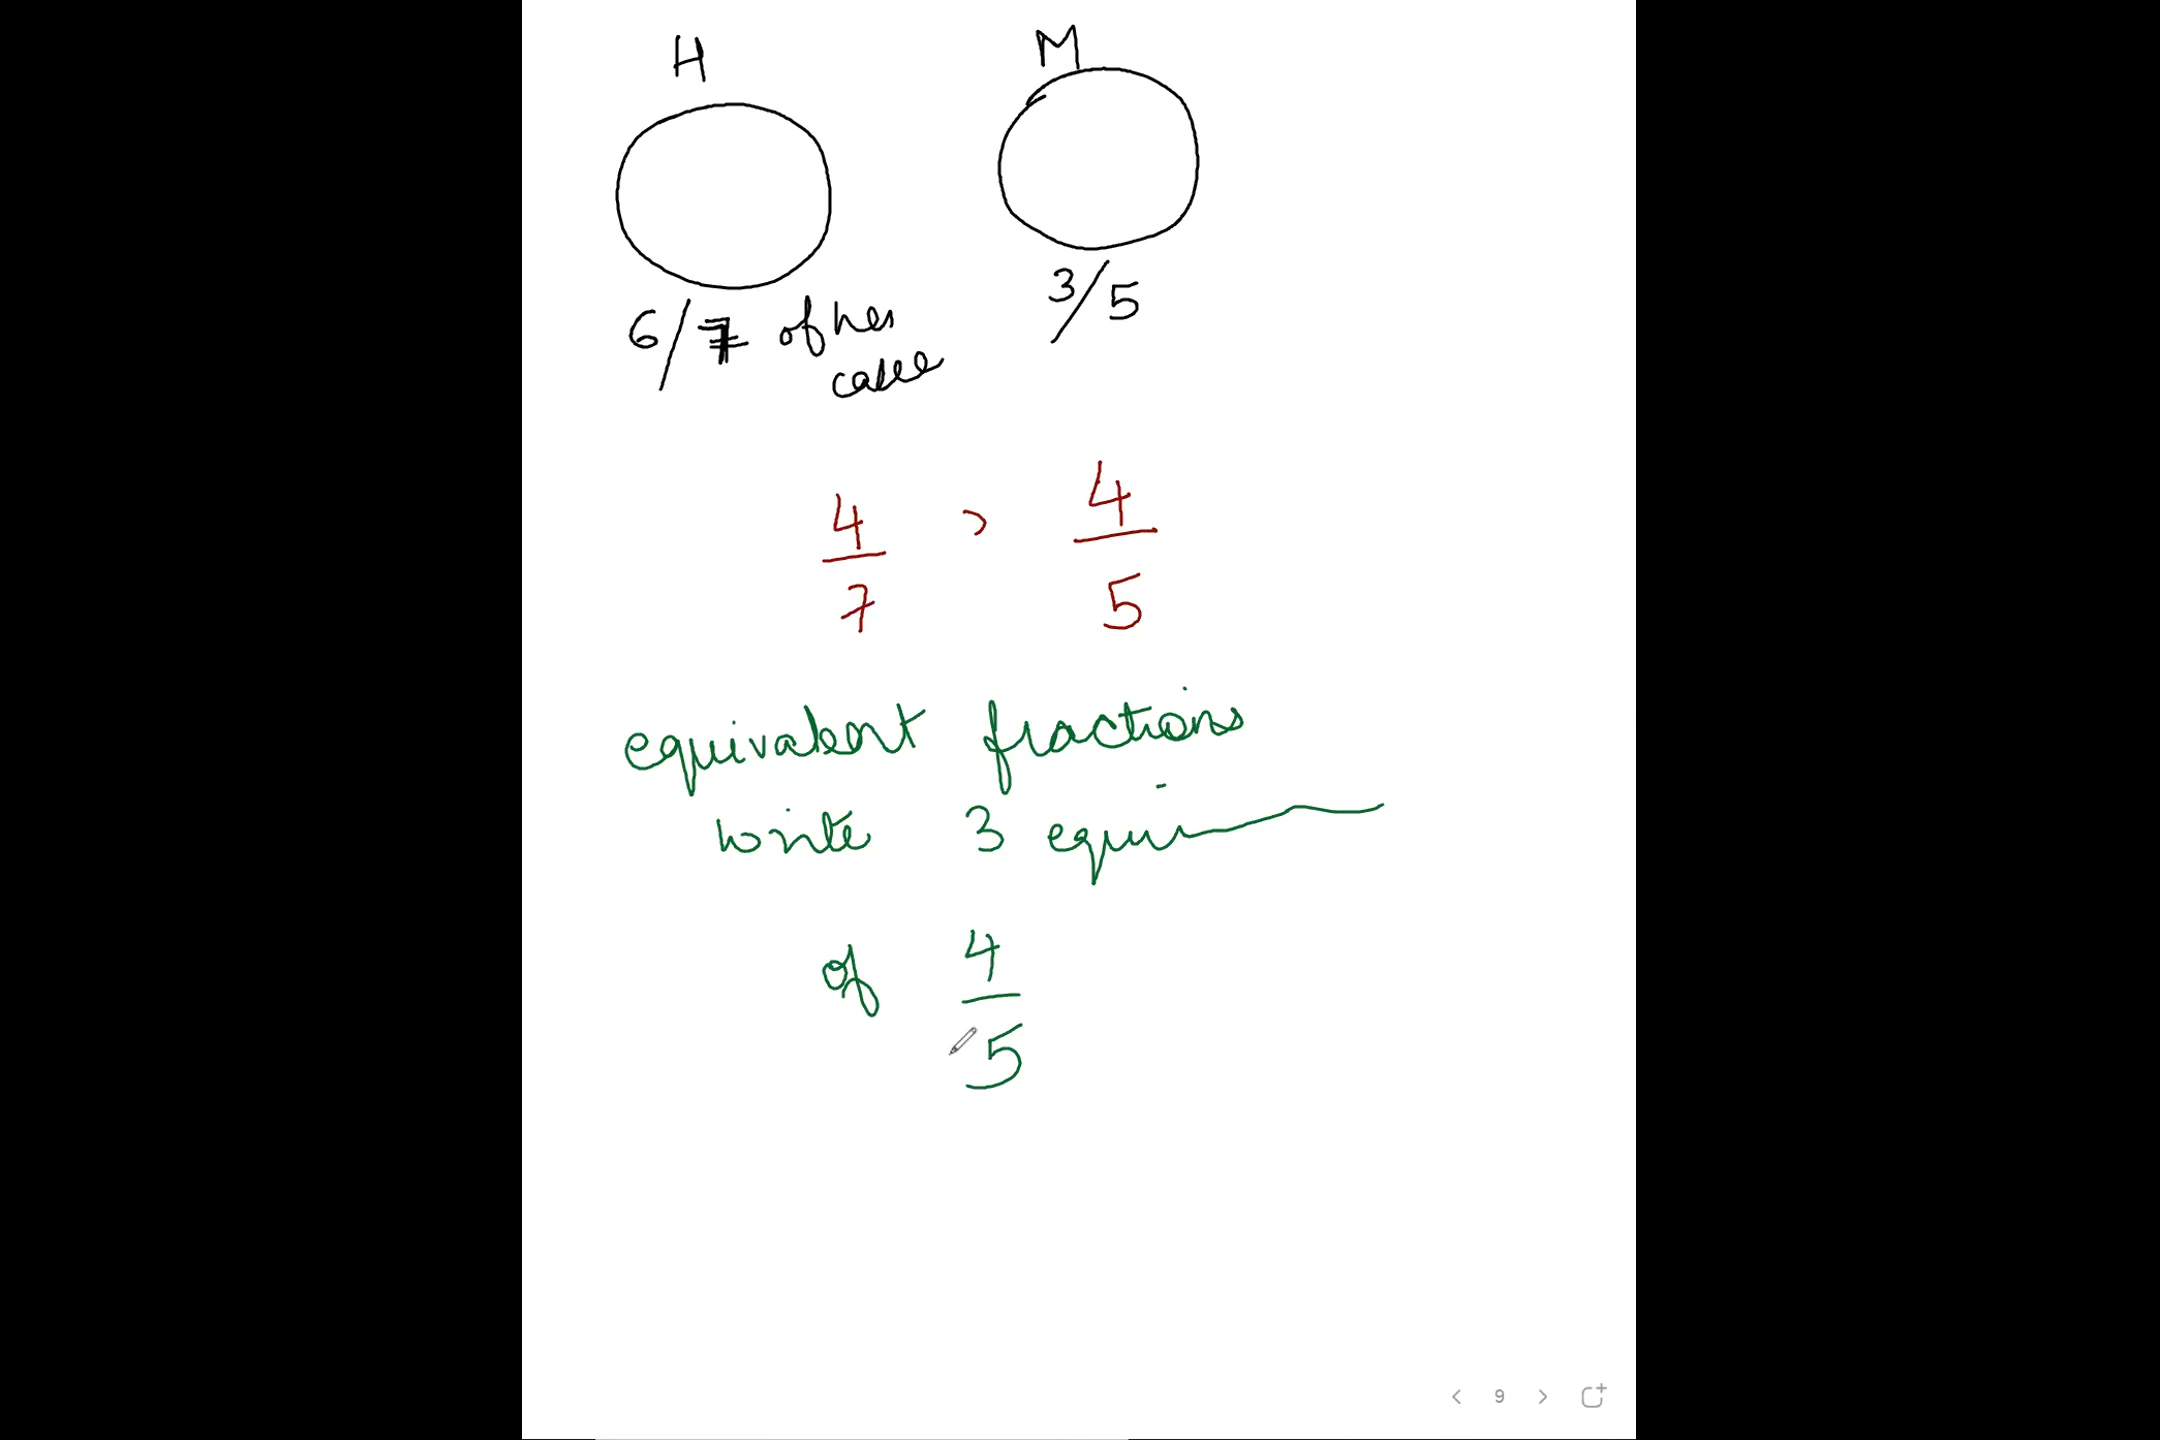 H M
6/7 of her
cake
3/5
4/7 , 4/5
equivalent fractions
write 3 equi
of 4/5
9